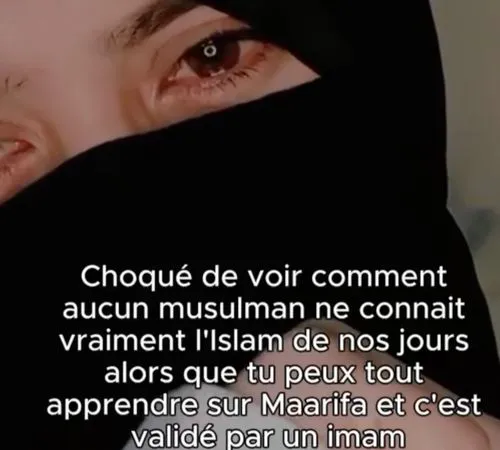 Choqué de voir comment
aucun musulman ne connait
vraiment l'Islam de nos jours
alors que tu peux tout
apprendre sur Maarifa et c'est
validé par un imam